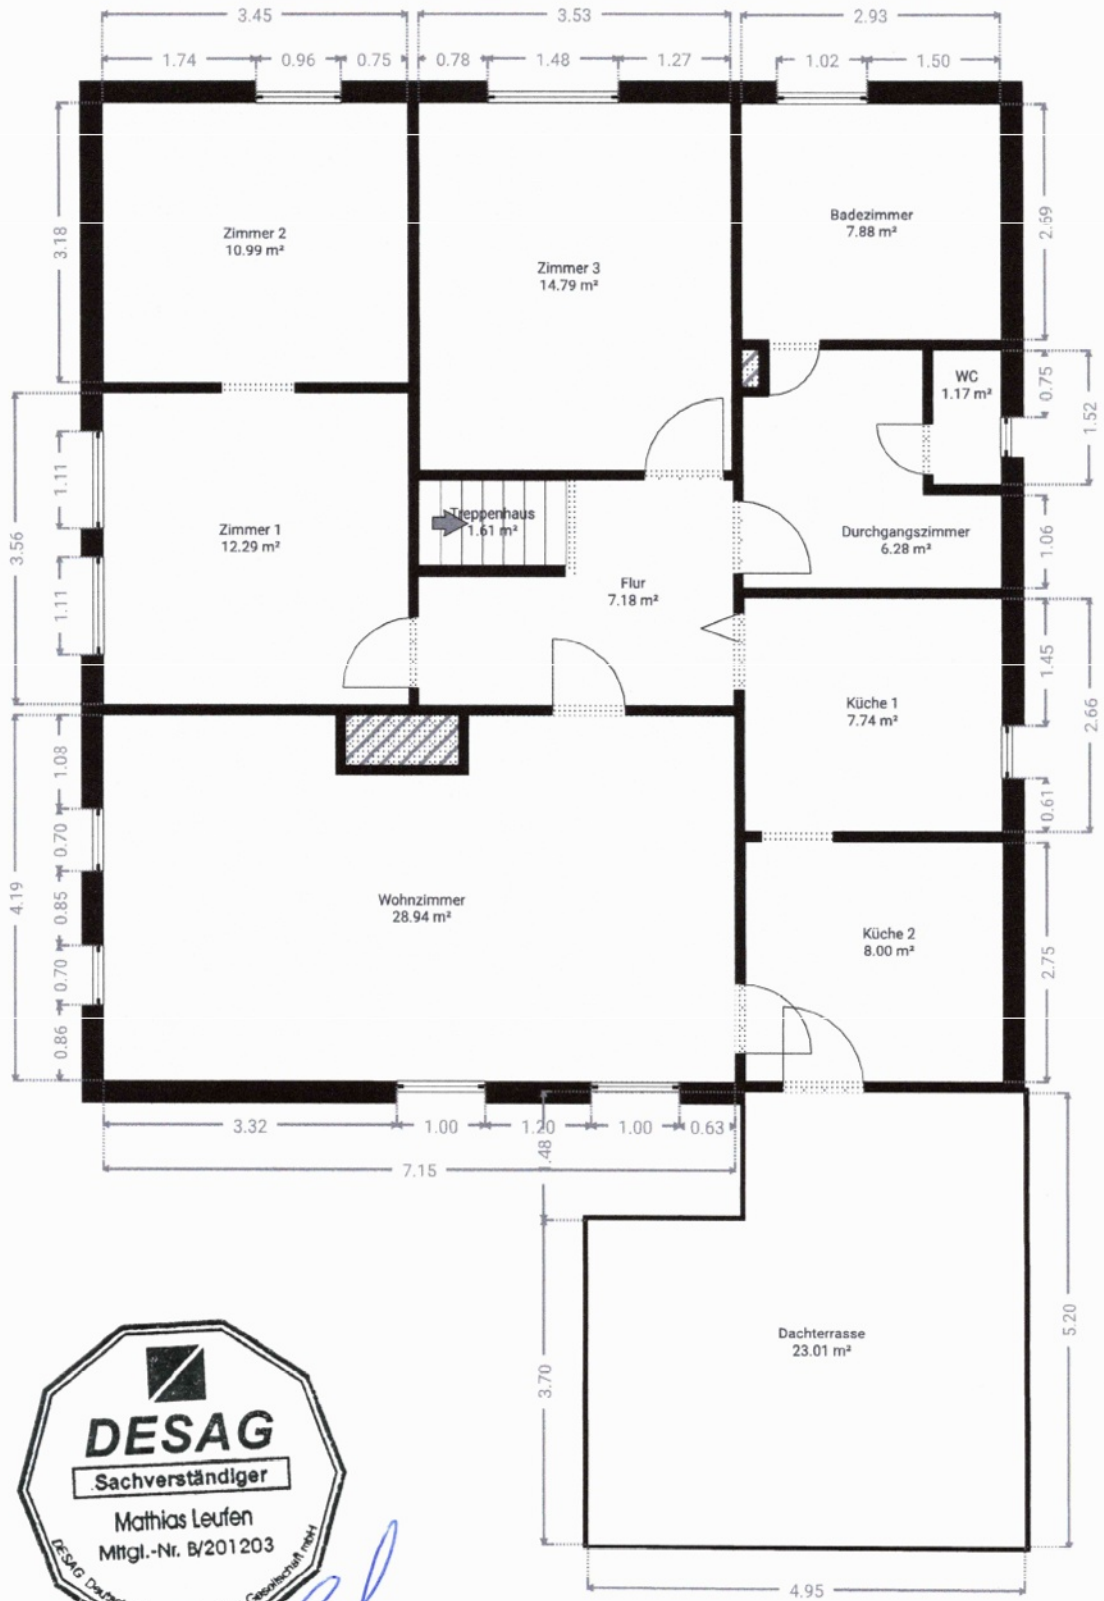 3.45
3.53
2.93
1.74
0.96
0.75
0.78
1.48
1.27
1.02
1.50
3.18
Zimmer 2
10.99 m²
Zimmer 3
14.79 m²
Badezimmer
7.88 m²
2.69
WC
1.17 m²
0.75
1.52
1.11
3.56
1.11
Zimmer 1
12.29 m²
Treppenhaus
1.61 m²
Flur
7.18 m²
Durchgangszimmer
6.28 m²
1.06
Küche 1
7.74 m²
1.45
2.66
0.61
1.08
0.70
0.85
4.19
0.70
0.86
Wohnzimmer
28.94 m²
Küche 2
8.00 m²
2.75
3.32
1.00
1.20
1.00
0.63
.48
7.15
3.70
Dachterrasse
23.01 m²
5.20
4.95
DESAG
Sachverständiger
Mathias Leufen
Mitgl.-Nr. B/201203
DESAG
Gesellschaft mbH